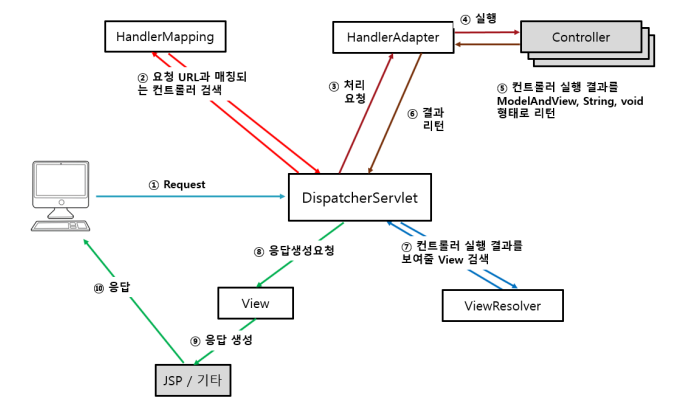 HandlerMapping
HandlerAdapter
④ 실행
Controller
② 요청 URL과 매칭되
는 컨트롤러 검색
③ 처리
요청
⑥ 결과
리턴
⑤ 컨트롤러 실행 결과를
ModelAndView, String, void
형태로 리턴
① Request
DispatcherServlet
⑧ 응답생성요청
⑦ 컨트롤러 실행 결과를
보여줄 View 검색
⑩ 응답
View
ViewResolver
⑨ 응답 생성
JSP / 기타